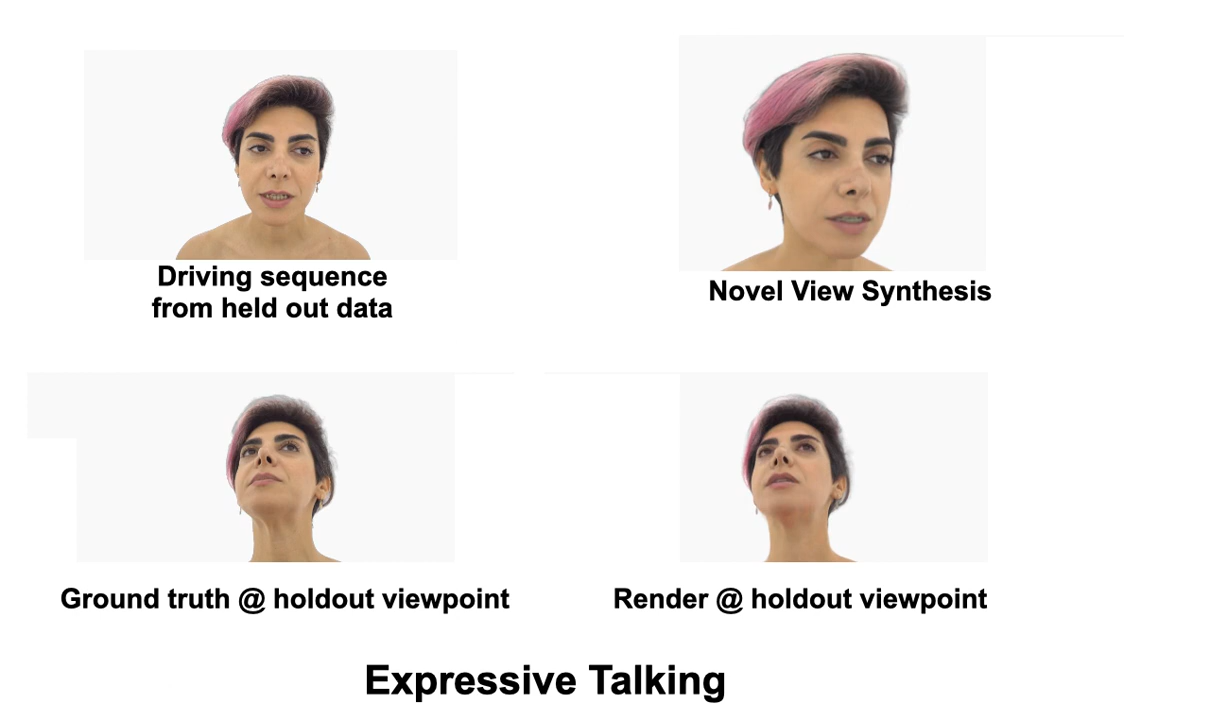 Driving sequence
from held out data
Novel View Synthesis
Ground truth @ holdout viewpoint
Render @ holdout viewpoint
Expressive Talking